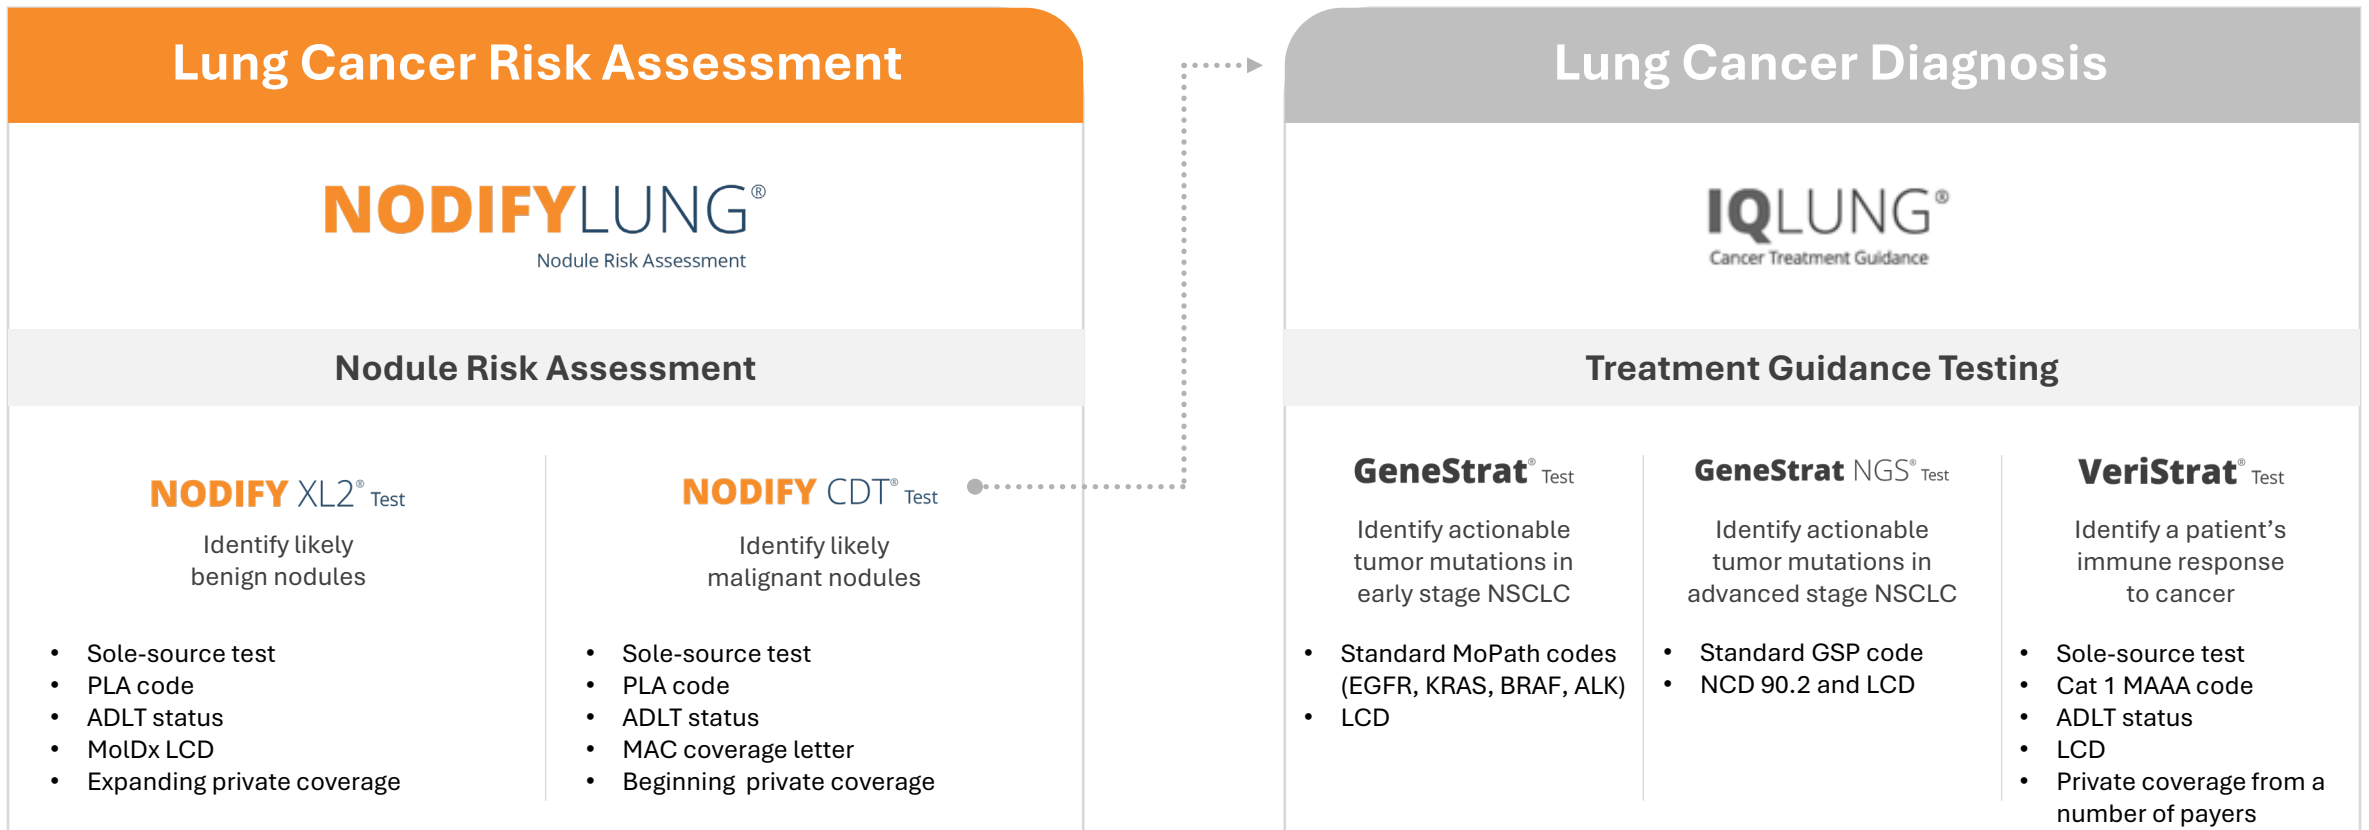 Lung Cancer Risk Assessment
NODIFYLUNG®
Nodule Risk Assessment
Nodule Risk Assessment
NODIFY XL2® Test
Identify likely
benign nodules
• Sole-source test
• PLA code
• ADLT status
• MolDx LCD
• Expanding private coverage
NODIFY CDT® Test
Identify likely
malignant nodules
• Sole-source test
• PLA code
• ADLT status
• MAC coverage letter
• Beginning  private coverage
Lung Cancer Diagnosis
IQLUNG®
Cancer Treatment Guidance
Treatment Guidance Testing
GeneStrat® Test
Identify actionable
tumor mutations in
early stage NSCLC
• Standard MoPath codes
(EGFR, KRAS, BRAF, ALK)
• LCD
GeneStrat NGS® Test
Identify actionable
tumor mutations in
advanced stage NSCLC
• Standard GSP code
• NCD 90.2 and LCD
VeriStrat® Test
Identify a patient’s
immune response
to cancer
• Sole-source test
• Cat 1 MAAA code
• ADLT status
• LCD
• Private coverage from a
number of payers